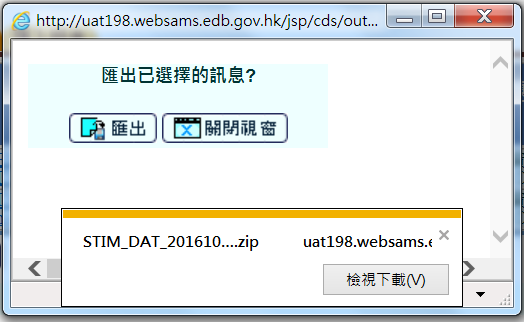 http://uat198.websams.edb.gov.hk/jsp/cds/out...
匯出已選擇的訊息?
匯出 關閉視窗
STIM_DAT_201610....zip uat198.websams.e
檢視下載(V)